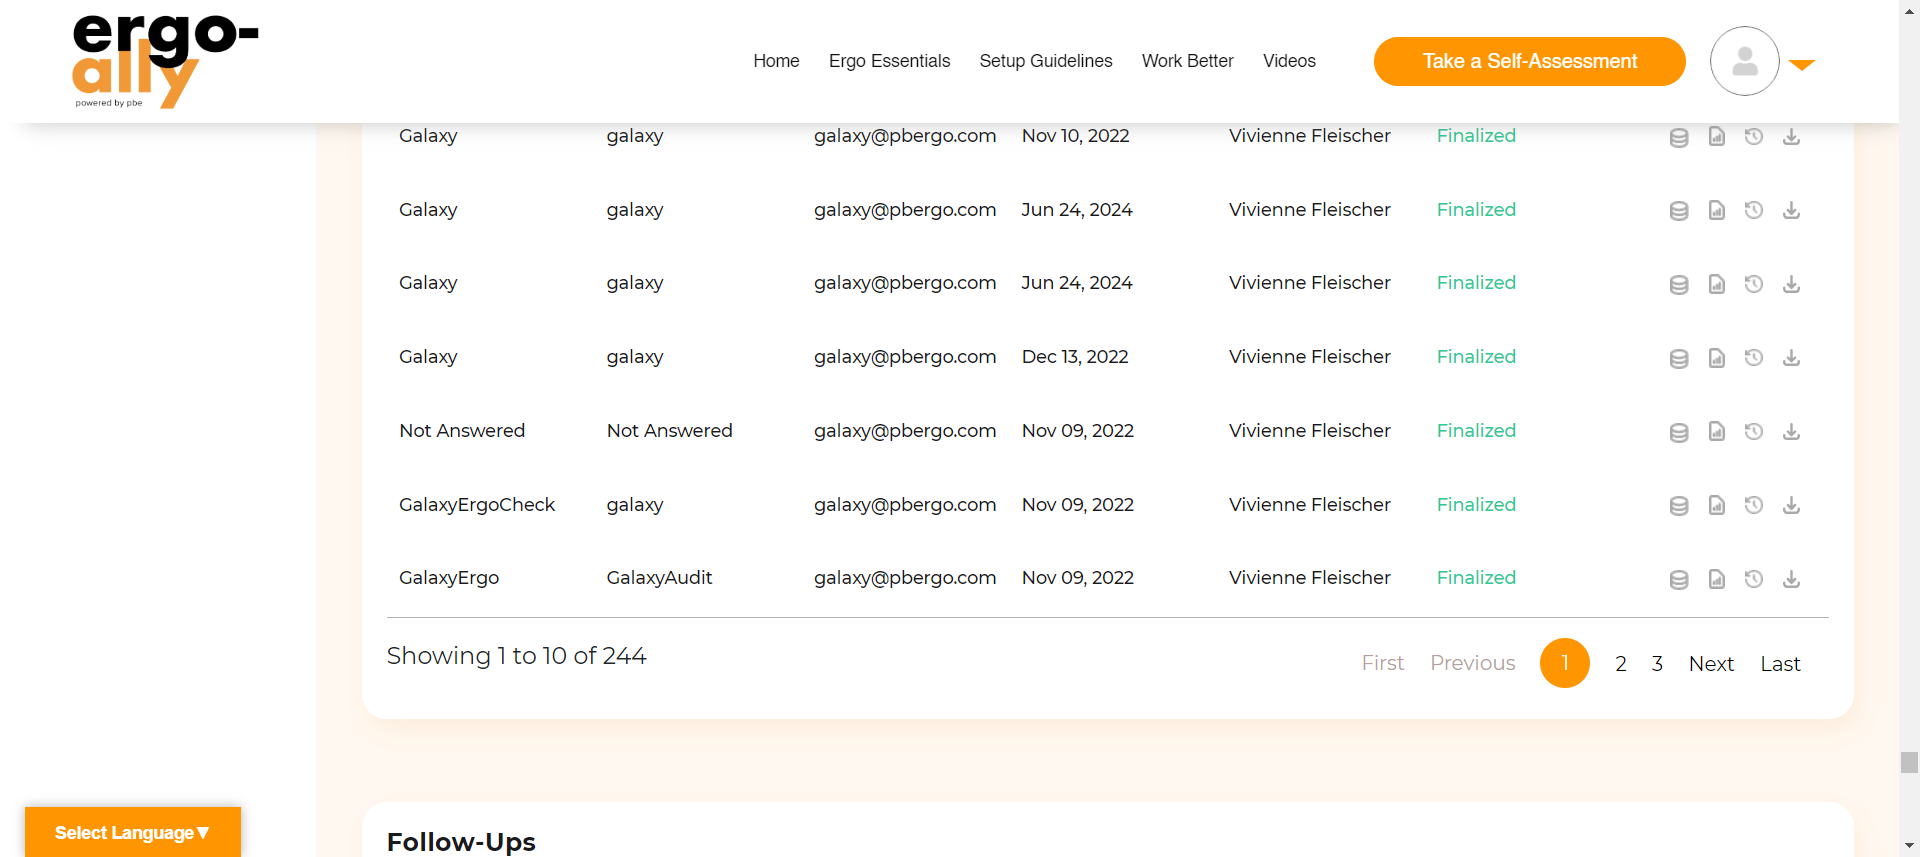 ergo-
ally
powered by pbe
Home Ergo Essentials Setup Guidelines Work Better Videos Take a Self-Assessment
Galaxy galaxy galaxy@pbergo.com Nov 10, 2022 Vivienne Fleischer Finalized
Galaxy galaxy galaxy@pbergo.com Jun 24, 2024 Vivienne Fleischer Finalized
Galaxy galaxy galaxy@pbergo.com Jun 24, 2024 Vivienne Fleischer Finalized
Galaxy galaxy galaxy@pbergo.com Dec 13, 2022 Vivienne Fleischer Finalized
Not Answered Not Answered galaxy@pbergo.com Nov 09, 2022 Vivienne Fleischer Finalized
GalaxyErgoCheck galaxy galaxy@pbergo.com Nov 09, 2022 Vivienne Fleischer Finalized
GalaxyErgo GalaxyAudit galaxy@pbergo.com Nov 09, 2022 Vivienne Fleischer Finalized
Showing 1 to 10 of 244
First Previous 1 2 3 Next Last
Select Language▼
Follow-Ups